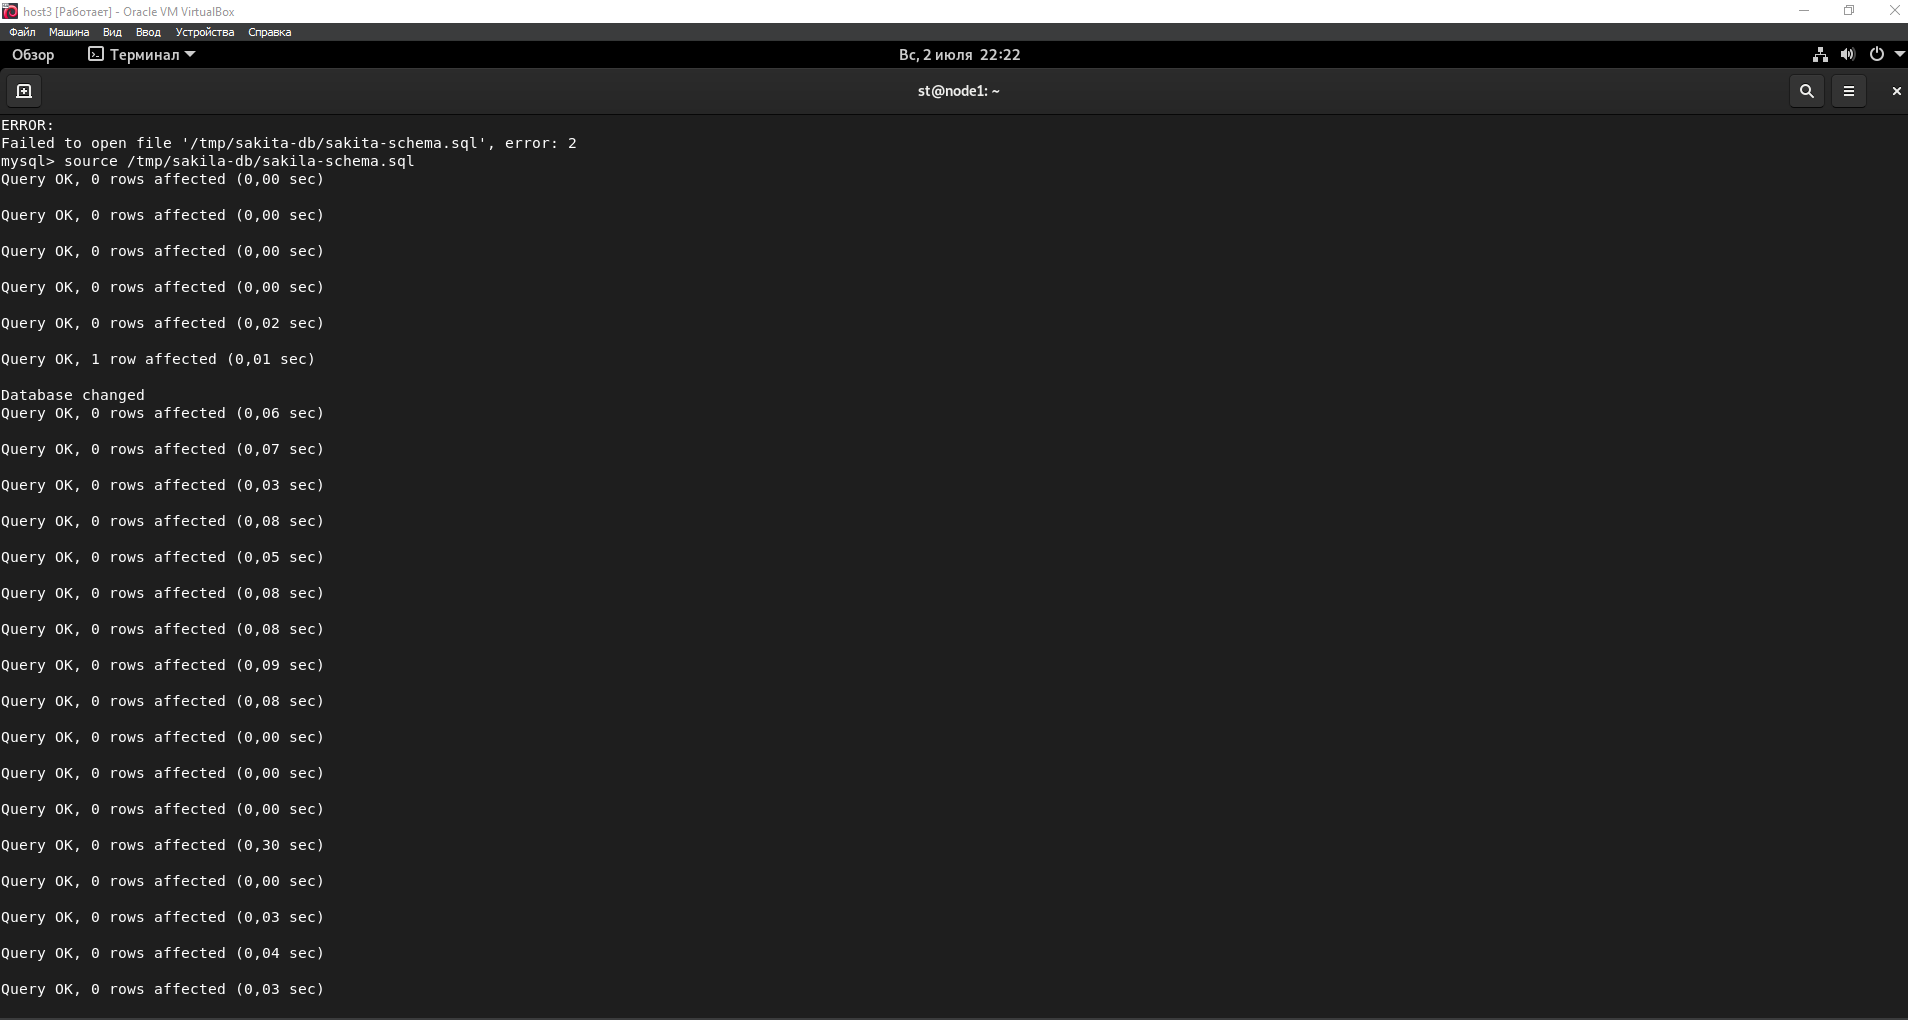 host3 [Работает] - Oracle VM VirtualBox
Файл Машина Вид Ввод Устройства Справка
Обзор Терминал Вс, 2 июля 22:22
st@node1: ~
ERROR:
Failed to open file '/tmp/sakita-db/sakita-schema.sql', error: 2
mysql> source /tmp/sakila-db/sakila-schema.sql
Query OK, 0 rows affected (0,00 sec)
Query OK, 0 rows affected (0,00 sec)
Query OK, 0 rows affected (0,00 sec)
Query OK, 0 rows affected (0,00 sec)
Query OK, 0 rows affected (0,02 sec)
Query OK, 1 row affected (0,01 sec)
Database changed
Query OK, 0 rows affected (0,06 sec)
Query OK, 0 rows affected (0,07 sec)
Query OK, 0 rows affected (0,03 sec)
Query OK, 0 rows affected (0,08 sec)
Query OK, 0 rows affected (0,05 sec)
Query OK, 0 rows affected (0,08 sec)
Query OK, 0 rows affected (0,08 sec)
Query OK, 0 rows affected (0,09 sec)
Query OK, 0 rows affected (0,08 sec)
Query OK, 0 rows affected (0,00 sec)
Query OK, 0 rows affected (0,00 sec)
Query OK, 0 rows affected (0,00 sec)
Query OK, 0 rows affected (0,30 sec)
Query OK, 0 rows affected (0,00 sec)
Query OK, 0 rows affected (0,03 sec)
Query OK, 0 rows affected (0,04 sec)
Query OK, 0 rows affected (0,03 sec)